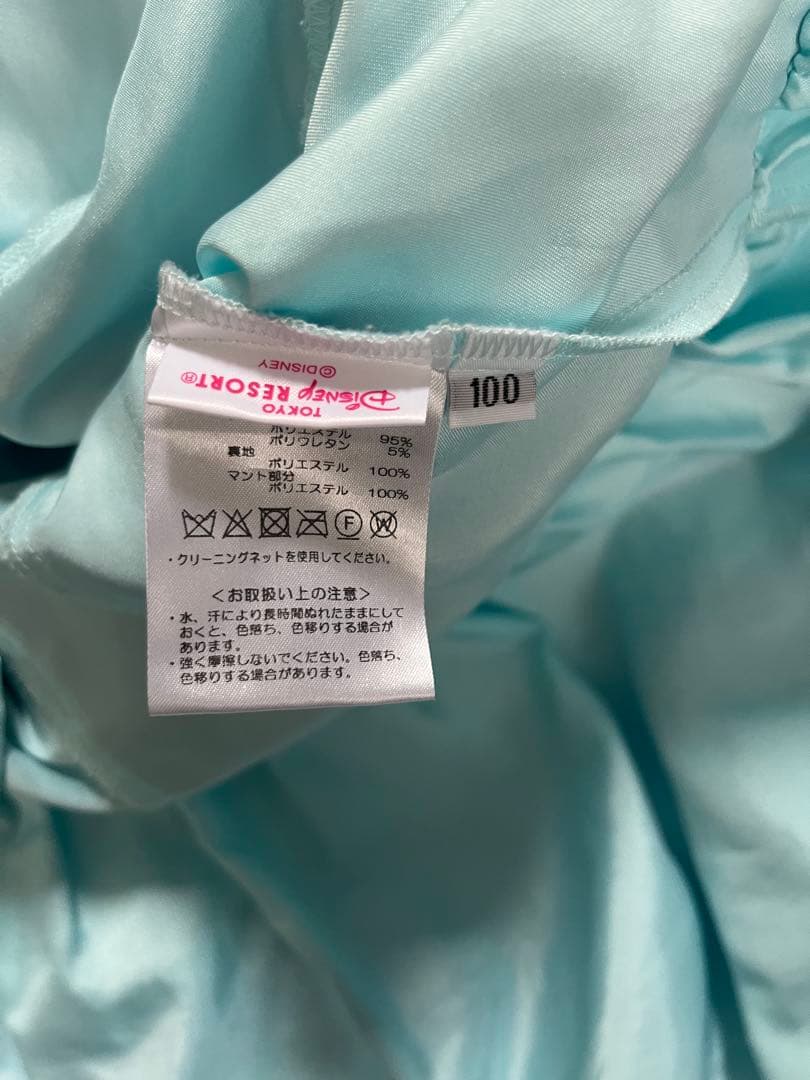 ©DISNEY
Disney RESORT®
TOKYO
100
ポリエステル 95%
ポリウレタン 5%
裏地
ポリエステル 100%
マント部分
ポリエステル 100%
F W
・クリーニングネットを使用してください。
＜お取扱い上の注意＞
・水、汗により長時間ぬれたままにして
おくと、色落ち、色移りする場合が
あります。
・強く摩擦しないでください。色落ち、
色移りする場合があります。